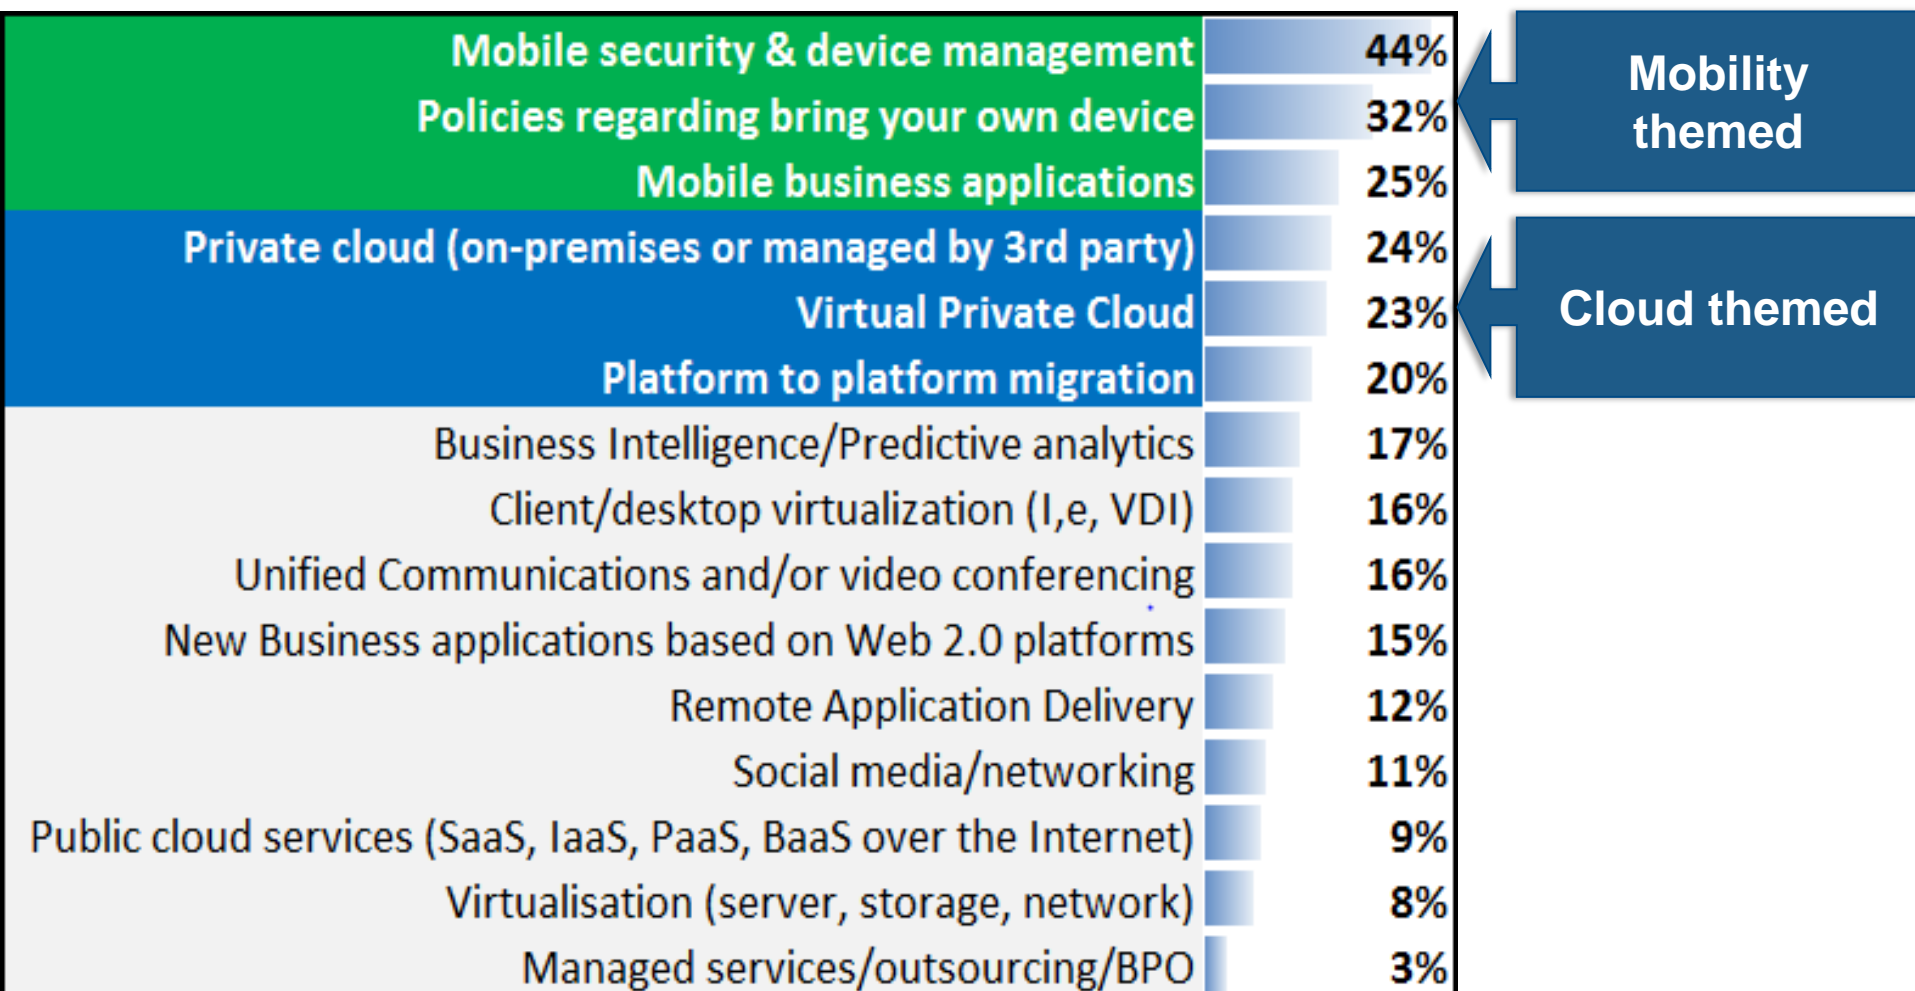 Mobile security & device management 44%
Policies regarding bring your own device 32%
Mobile business applications 25%
Private cloud (on-premises or managed by 3rd party) 24%
Virtual Private Cloud 23%
Platform to platform migration 20%
Business Intelligence/Predictive analytics 17%
Client/desktop virtualization (I,e, VDI) 16%
Unified Communications and/or video conferencing 16%
New Business applications based on Web 2.0 platforms 15%
Remote Application Delivery 12%
Social media/networking 11%
Public cloud services (SaaS, IaaS, PaaS, BaaS over the Internet) 9%
Virtualisation (server, storage, network) 8%
Managed services/outsourcing/BPO 3%
Mobility
themed
Cloud themed